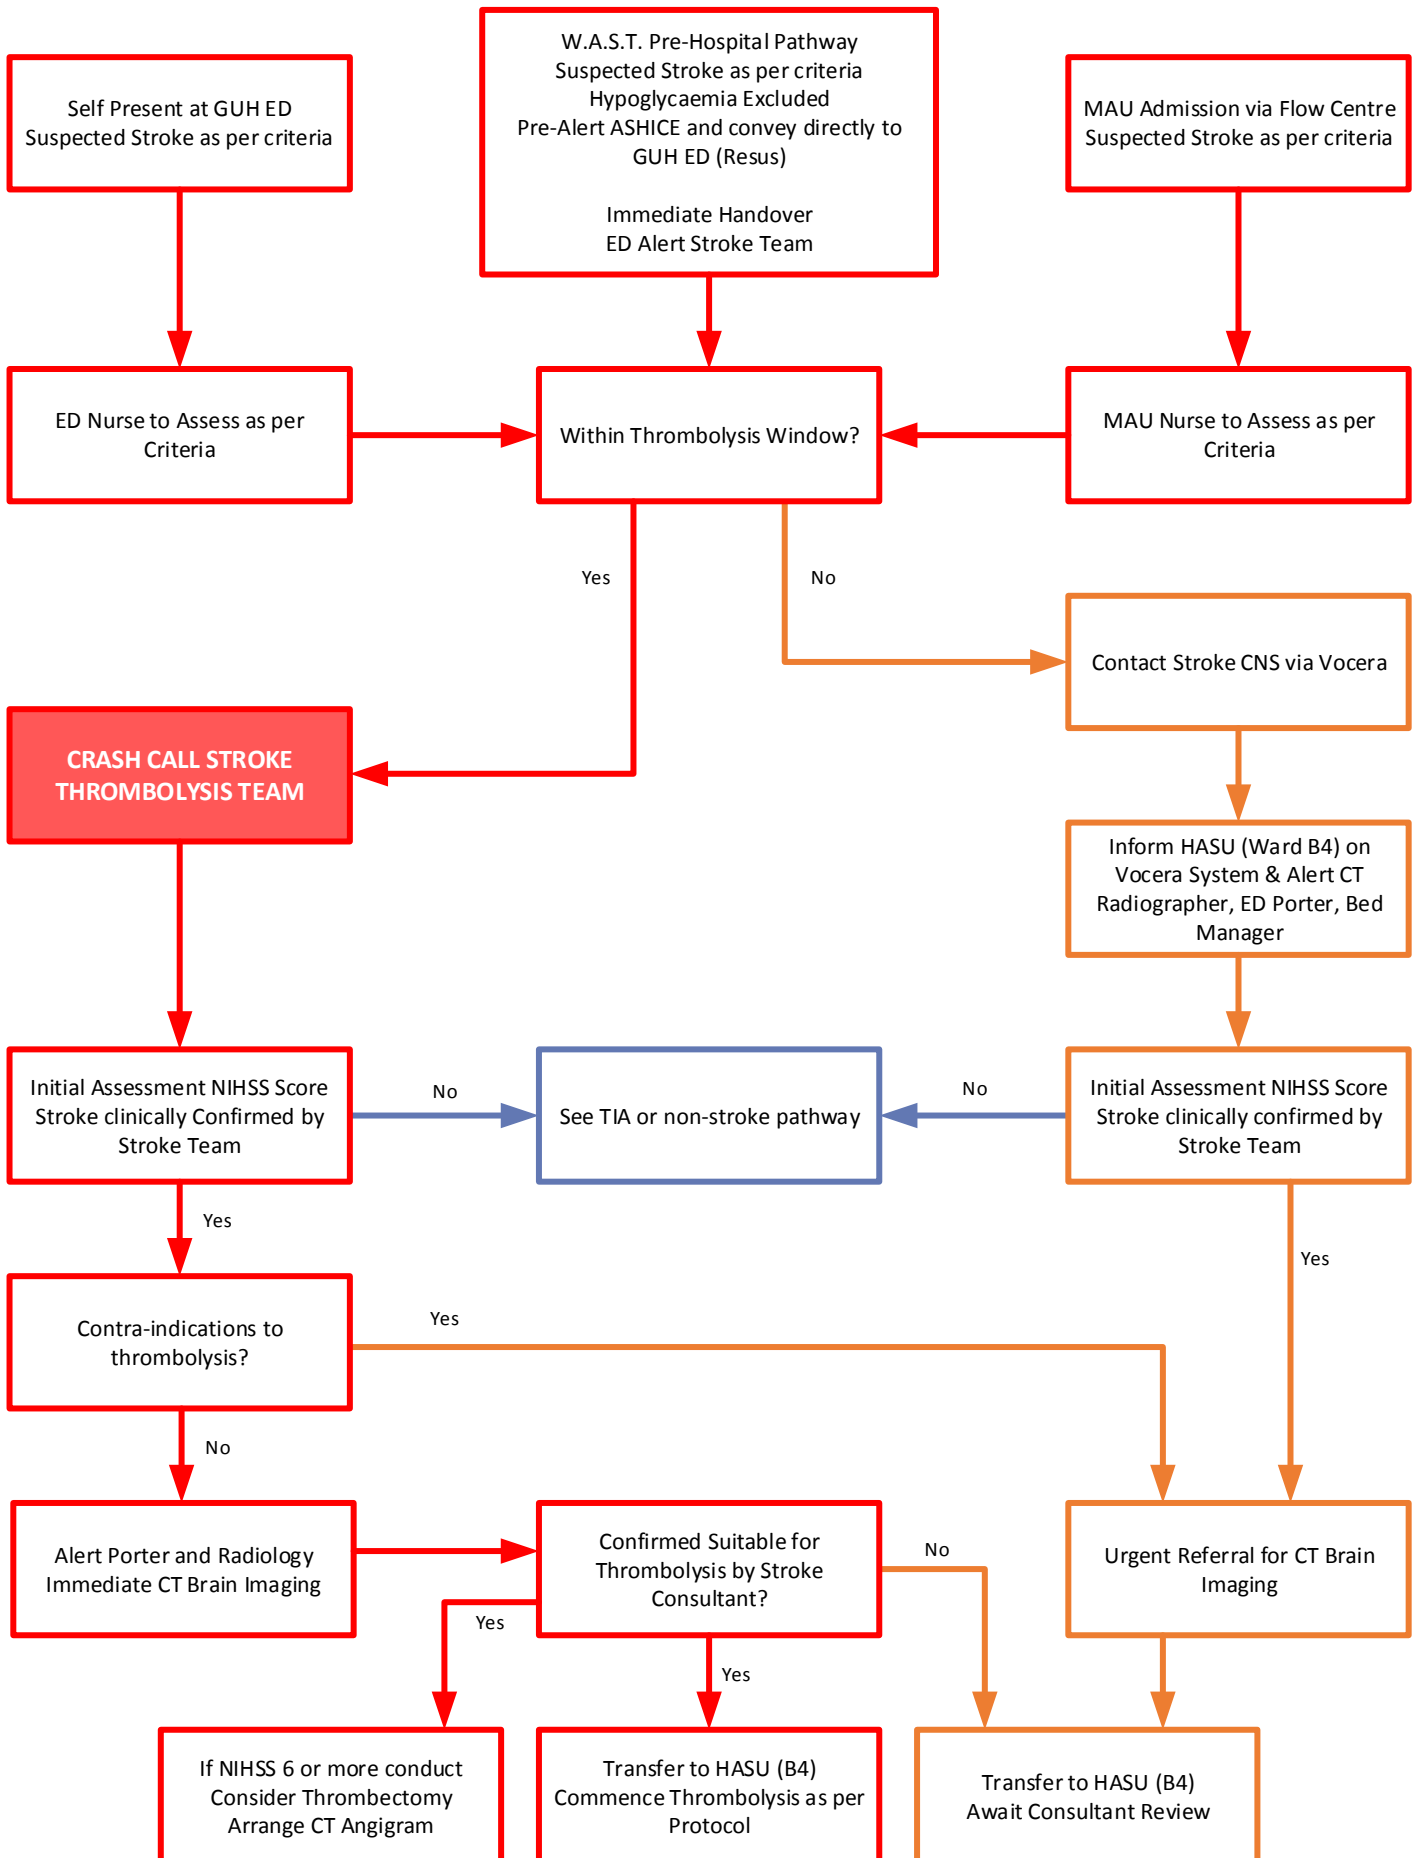 Self Present at GUH ED
Suspected Stroke as per criteria
W.A.S.T. Pre-Hospital Pathway
Suspected Stroke as per criteria
Hypoglycaemia Excluded
Pre-Alert ASHICE and convey directly to
GUH ED (Resus)
Immediate Handover
ED Alert Stroke Team
MAU Admission via Flow Centre
Suspected Stroke as per criteria
ED Nurse to Assess as per
Criteria
Within Thrombolysis Window?
MAU Nurse to Assess as per
Criteria
Yes
No
Contact Stroke CNS via Vocera
CRASH CALL STROKE
THROMBOLYSIS TEAM
Inform HASU (Ward B4) on
Vocera System & Alert CT
Radiographer, ED Porter, Bed
Manager
Initial Assessment NIHSS Score
Stroke clinically Confirmed by
Stroke Team
No
See TIA or non-stroke pathway
No
Initial Assessment NIHSS Score
Stroke clinically confirmed by
Stroke Team
Yes
Yes
Contra-indications to
thrombolysis?
Yes
No
Alert Porter and Radiology
Immediate CT Brain Imaging
Confirmed Suitable for
Thrombolysis by Stroke
Consultant?
No
Urgent Referral for CT Brain
Imaging
Yes
Yes
If NIHSS 6 or more conduct
Consider Thrombectomy
Arrange CT Angigram
Transfer to HASU (B4)
Commence Thrombolysis as per
Protocol
Transfer to HASU (B4)
Await Consultant Review